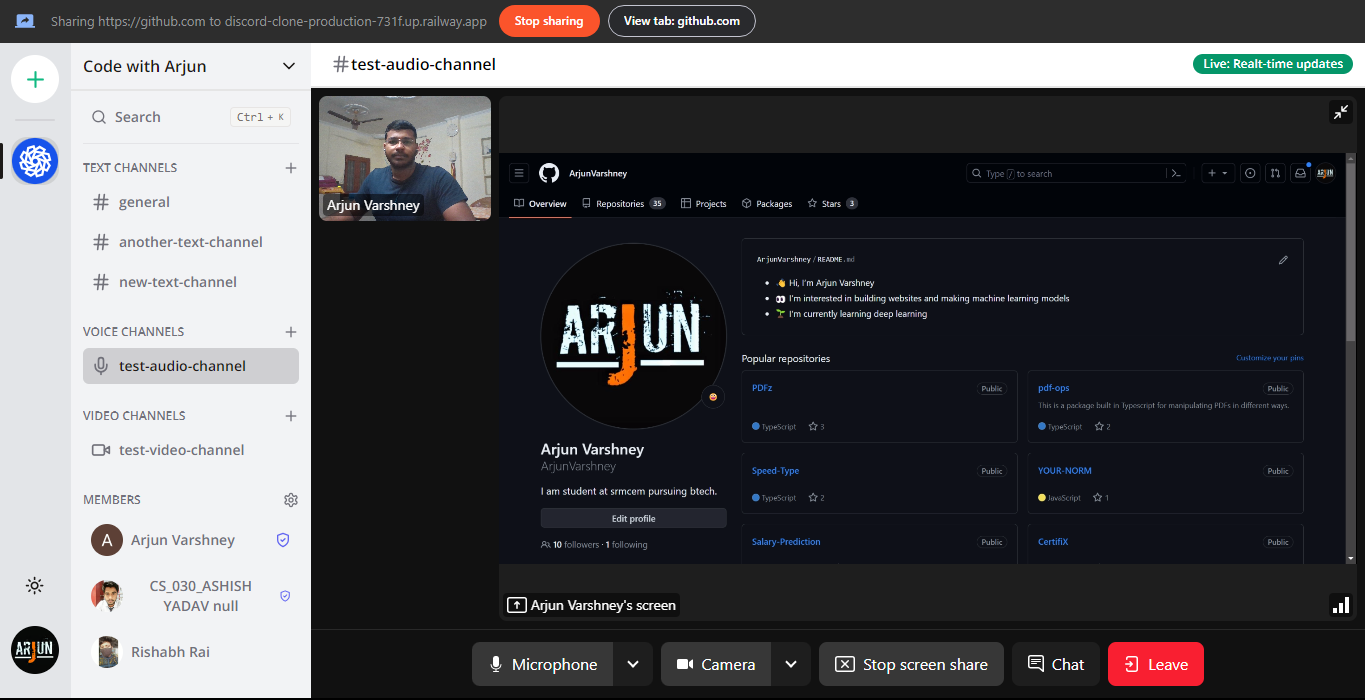 Sharing https://github.com to discord-clone-production-731f.up.railway.app
Stop sharing
View tab: github.com
Code with Arjun
Search
Ctrl + K
TEXT CHANNELS
general
another-text-channel
new-text-channel
VOICE CHANNELS
test-audio-channel
VIDEO CHANNELS
test-video-channel
MEMBERS
A
Arjun Varshney
CS_030_ASHISH
YADAV null
Rishabh Rai
ARJUN
#test-audio-channel
Live: Realt-time updates
Arjun Varshney
ArjunVarshney
Type / to search
ARJUN
Overview
Repositories 35
Projects
Packages
Stars 3
ARJUN
Arjun Varshney
ArjunVarshney
I am student at srmcem pursuing btech.
Edit profile
10 followers · 1 following
ArjunVarshney / README.md
👋 Hi, I'm Arjun Varshney
👀 I'm interested in building websites and making machine learning models
🌱 I'm currently learning deep learning
Popular repositories
Customize your pins
PDFz
Public
TypeScript
3
pdf-ops
Public
This is a package built in Typescript for manipulating PDFs in different ways.
TypeScript
2
Speed-Type
Public
TypeScript
2
YOUR-NORM
Public
JavaScript
1
Salary-Prediction
Public
CertifiX
Public
Arjun Varshney's screen
Microphone
Camera
Stop screen share
Chat
Leave